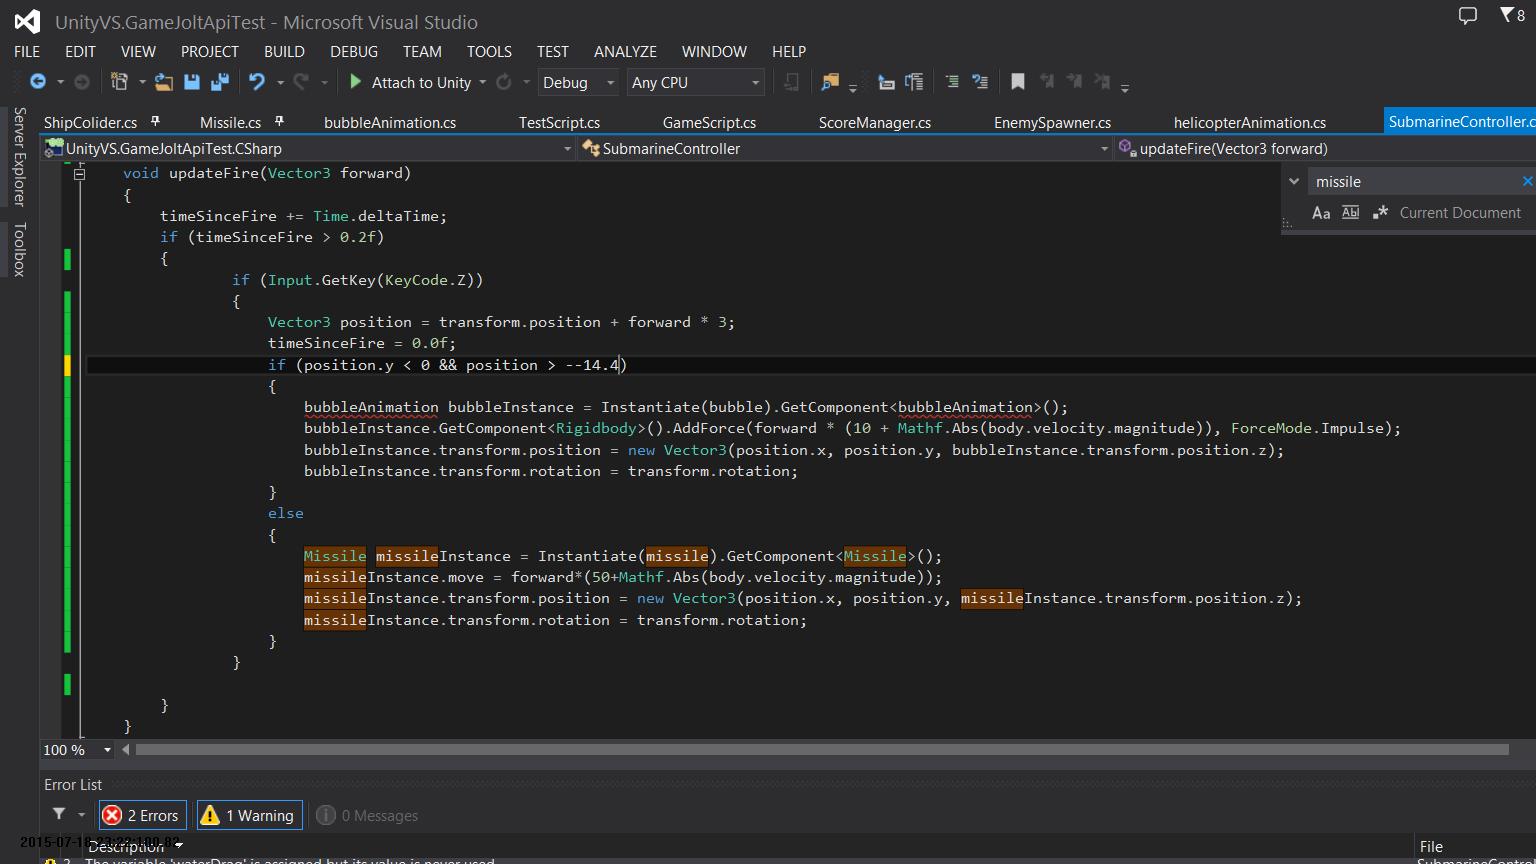 UnityVS.GameJoltApiTest - Microsoft Visual Studio
8
FILE EDIT VIEW PROJECT BUILD DEBUG TEAM TOOLS TEST ANALYZE WINDOW HELP
Attach to Unity Debug Any CPU
Server Explorer
Toolbox
ShipColider.cs Missile.cs bubbleAnimation.cs TestScript.cs GameScript.cs ScoreManager.cs EnemySpawner.cs helicopterAnimation.cs SubmarineController.c
UnityVS.GameJoltApiTest.CSharp SubmarineController updateFire(Vector3 forward)
missile
Aa Abl .* Current Document
void updateFire(Vector3 forward)
{
timeSinceFire += Time.deltaTime;
if (timeSinceFire > 0.2f)
{
if (Input.GetKey(KeyCode.Z))
{
Vector3 position = transform.position + forward * 3;
timeSinceFire = 0.0f;
if (position.y < 0 && position > --14.4)
{
bubbleAnimation bubbleInstance = Instantiate(bubble).GetComponent<bubbleAnimation>();
bubbleInstance.GetComponent<Rigidbody>().AddForce(forward * (10 + Mathf.Abs(body.velocity.magnitude)), ForceMode.Impulse);
bubbleInstance.transform.position = new Vector3(position.x, position.y, bubbleInstance.transform.position.z);
bubbleInstance.transform.rotation = transform.rotation;
}
else
{
Missile missileInstance = Instantiate(missile).GetComponent<Missile>();
missileInstance.move = forward*(50+Mathf.Abs(body.velocity.magnitude));
missileInstance.transform.position = new Vector3(position.x, position.y, missileInstance.transform.position.z);
missileInstance.transform.rotation = transform.rotation;
}
}
}
}
100 %
Error List
2 Errors 1 Warning 0 Messages
Description File
The variable 'waterDrag' is assigned but its value is never used